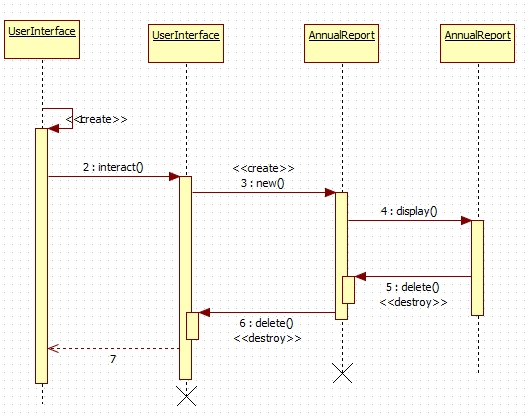 UserInterface
UserInterface
AnnualReport
AnnualReport
<<create>>
2 : interact()
<<create>>
3 : new()
4 : display()
5 : delete()
<<destroy>>
6 : delete()
<<destroy>>
7